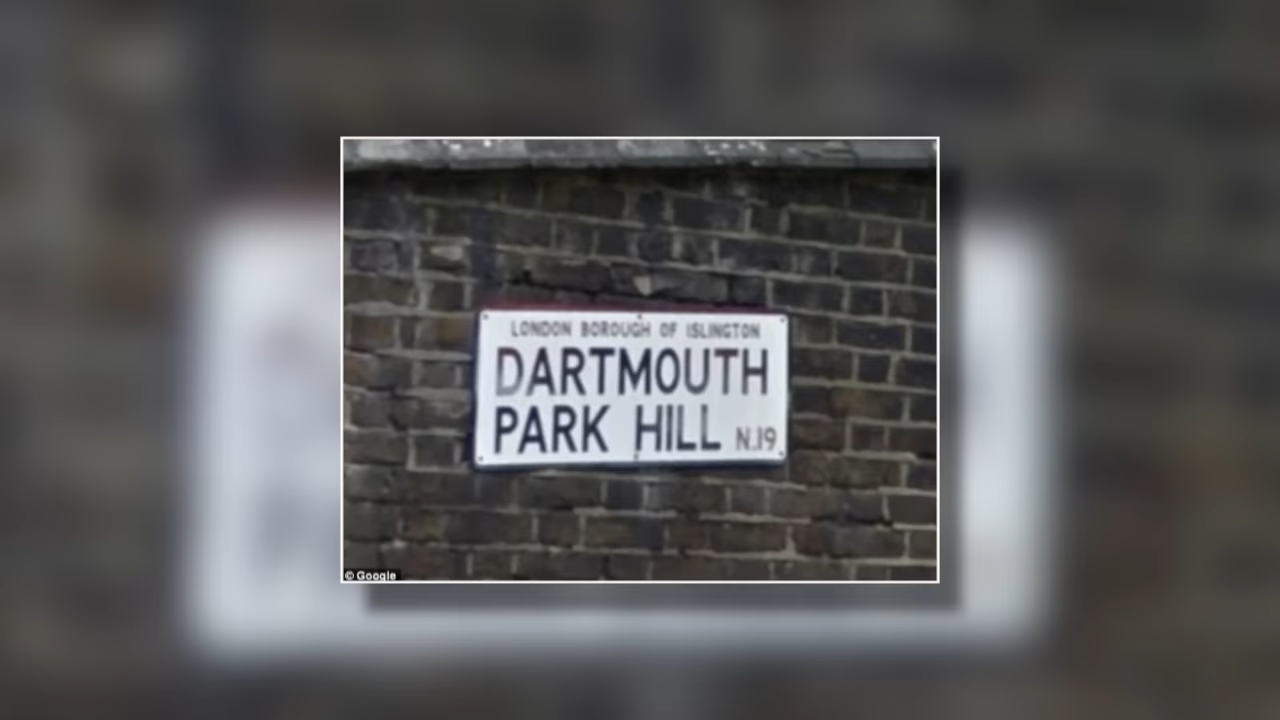 LONDON BOROUGH OF ISLINGTON
DARTMOUTH
PARK HILL N.19
© Google